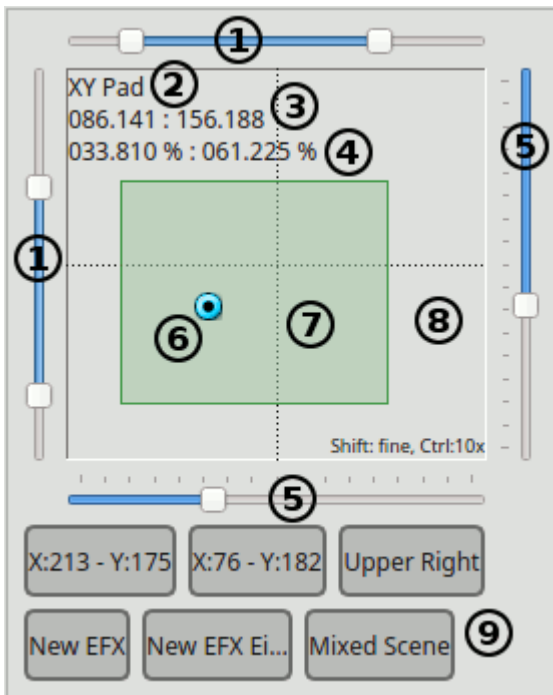 ①
XY Pad ②
086.141 : 156.188 ③
033.810 % : 061.225 % ④
⑤
①
⑥ ⑦ ⑧
Shift: fine, Ctrl:10x
⑤
X:213 - Y:175 X:76 - Y:182 Upper Right
New EFX New EFX Ei... Mixed Scene ⑨